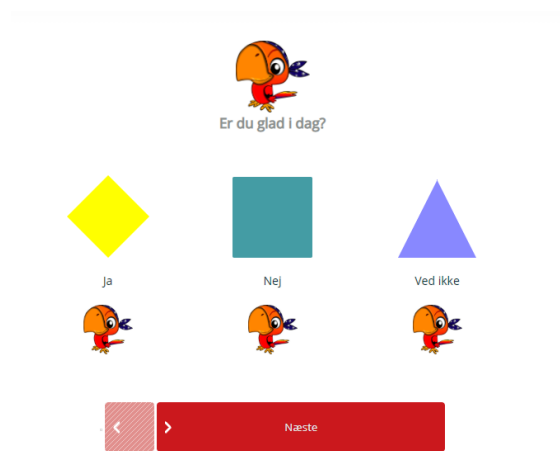 Er du glad i dag?
Ja
Nej
Ved ikke
Næste